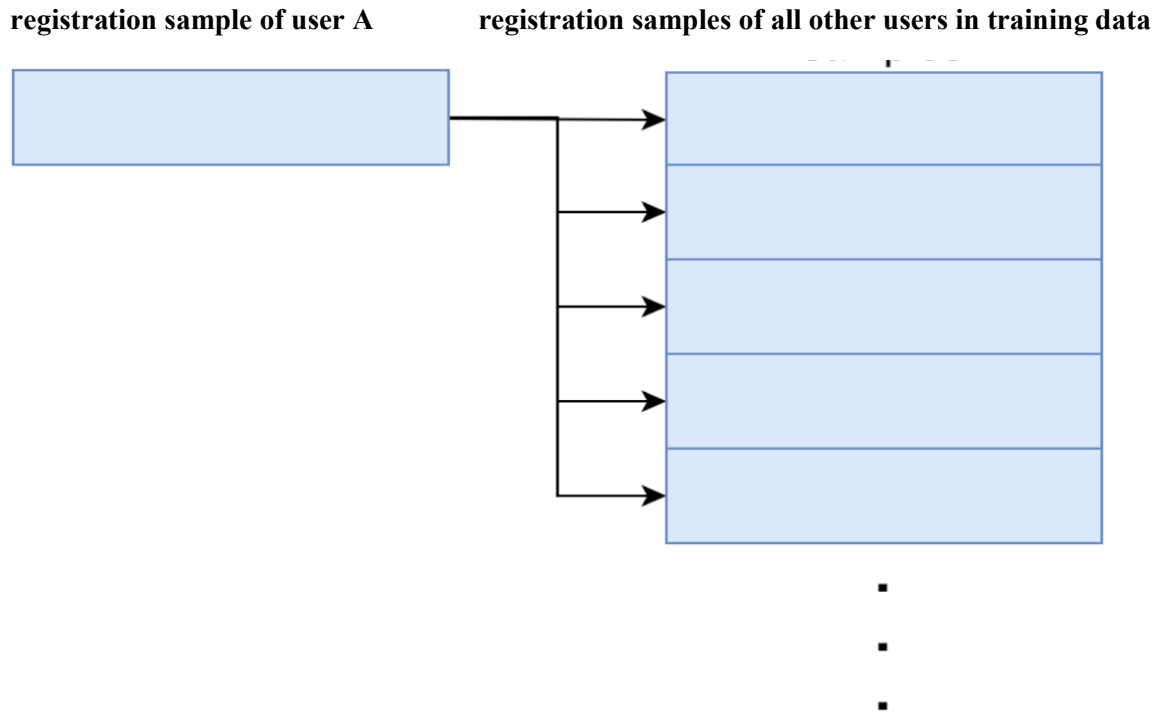 registration sample of user A
registration samples of all other users in training data